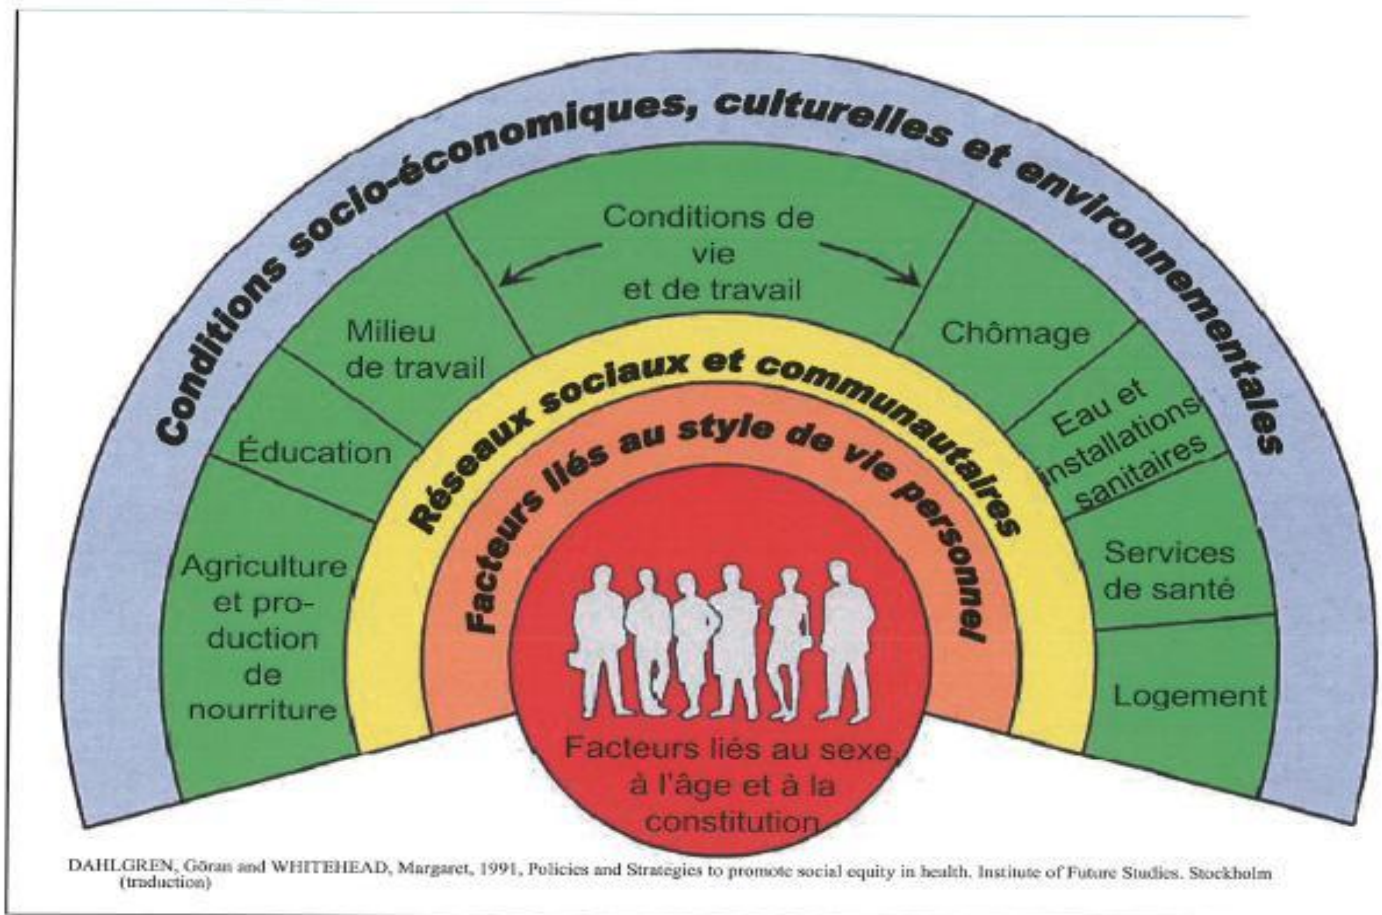 Conditions socio-économiques, culturelles et environnementales
Conditions de
vie
et de travail
Milieu
de travail
Chômage
Éducation
Eau et
installations
sanitaires
Agriculture
et pro-
duction
de
nourriture
Services
de santé
Logement
Réseaux sociaux et communautaires
Facteurs liés au style de vie personnel
Facteurs liés au sexe,
à l'âge et à la
constitution
DAHLGREN, Göran and WHITEHEAD, Margaret, 1991, Policies and Strategies to promote social equity in health. Institute of Future Studies. Stockholm
(traduction)